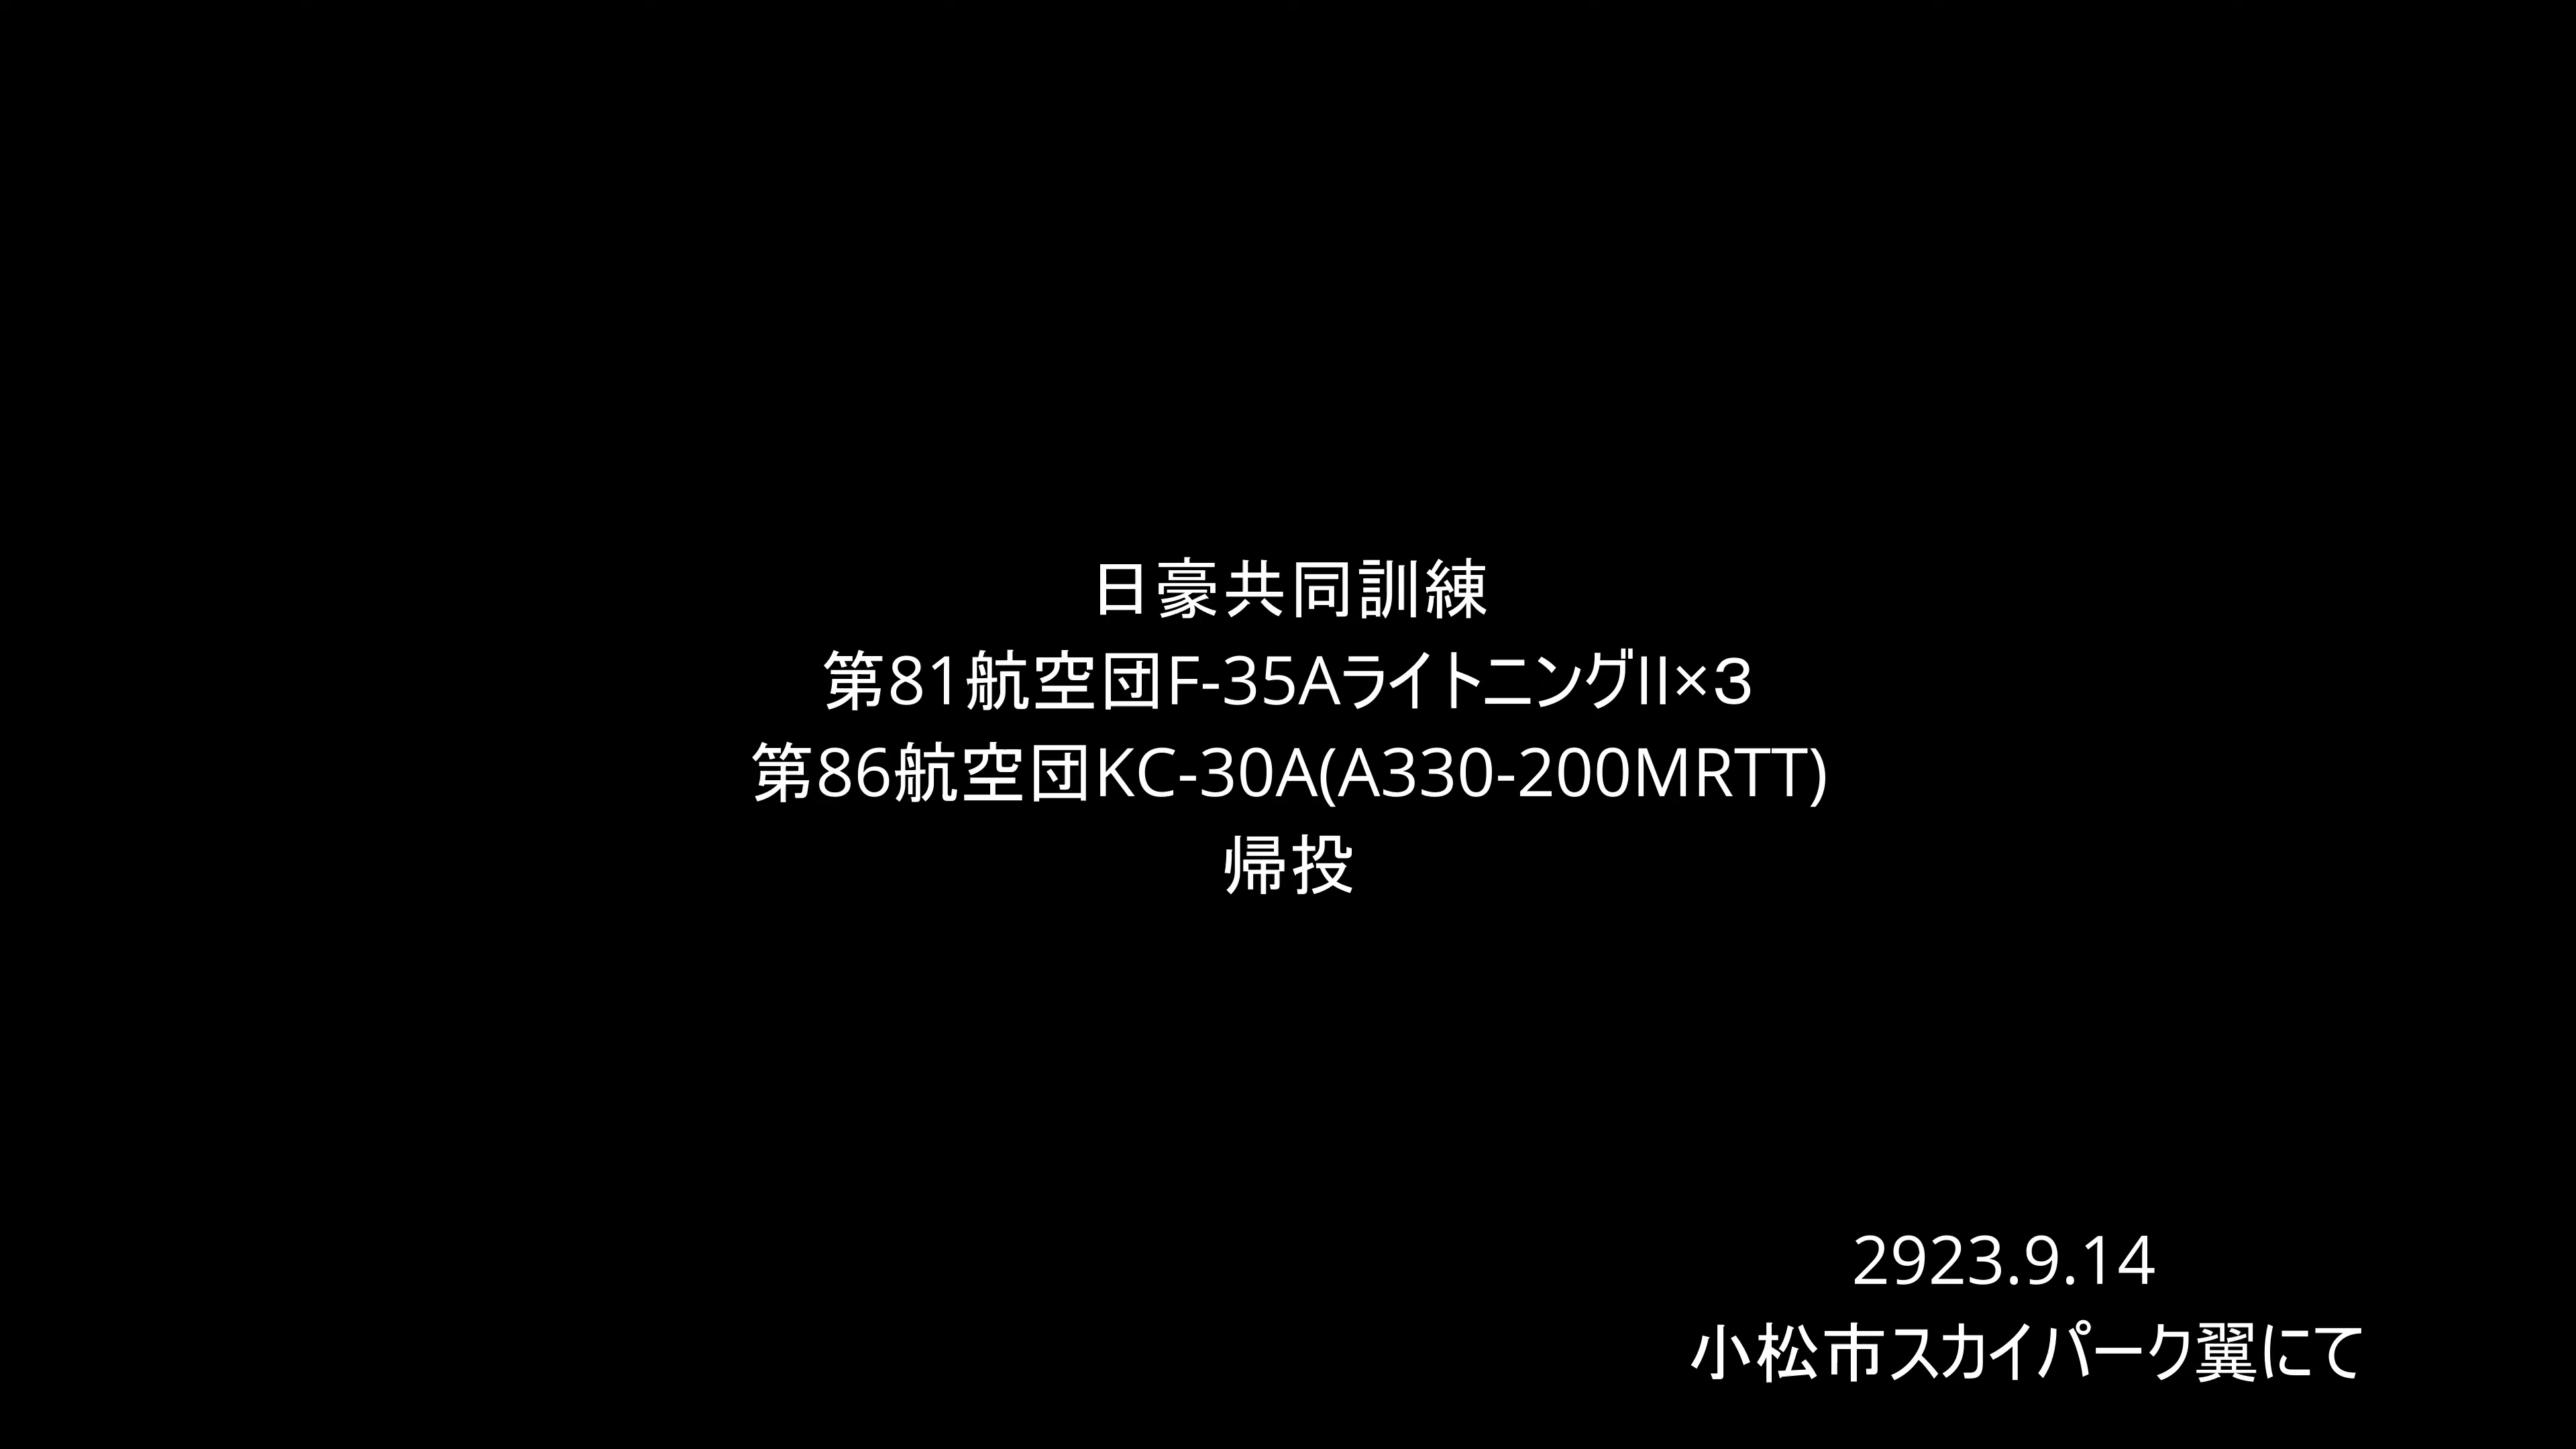 日豪共同訓練
第81航空団F-35AライトニングII×３
第86航空団KC-30A(A330-200MRTT)
帰投
2923.9.14
小松市スカイパーク翼にて